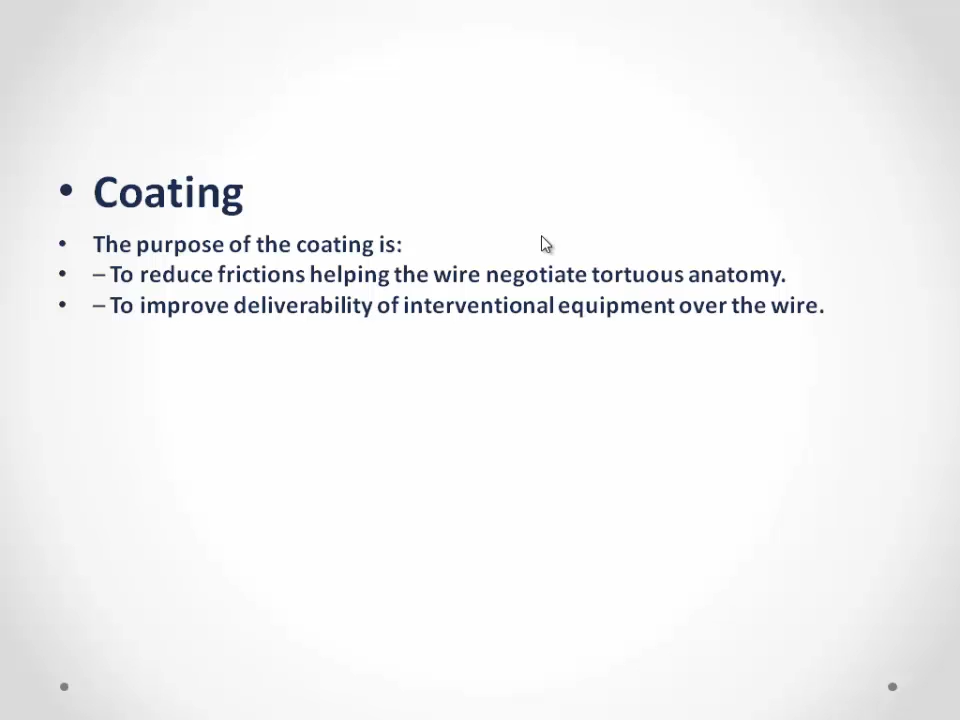 • Coating
• The purpose of the coating is:
• – To reduce frictions helping the wire negotiate tortuous anatomy.
• – To improve deliverability of interventional equipment over the wire.